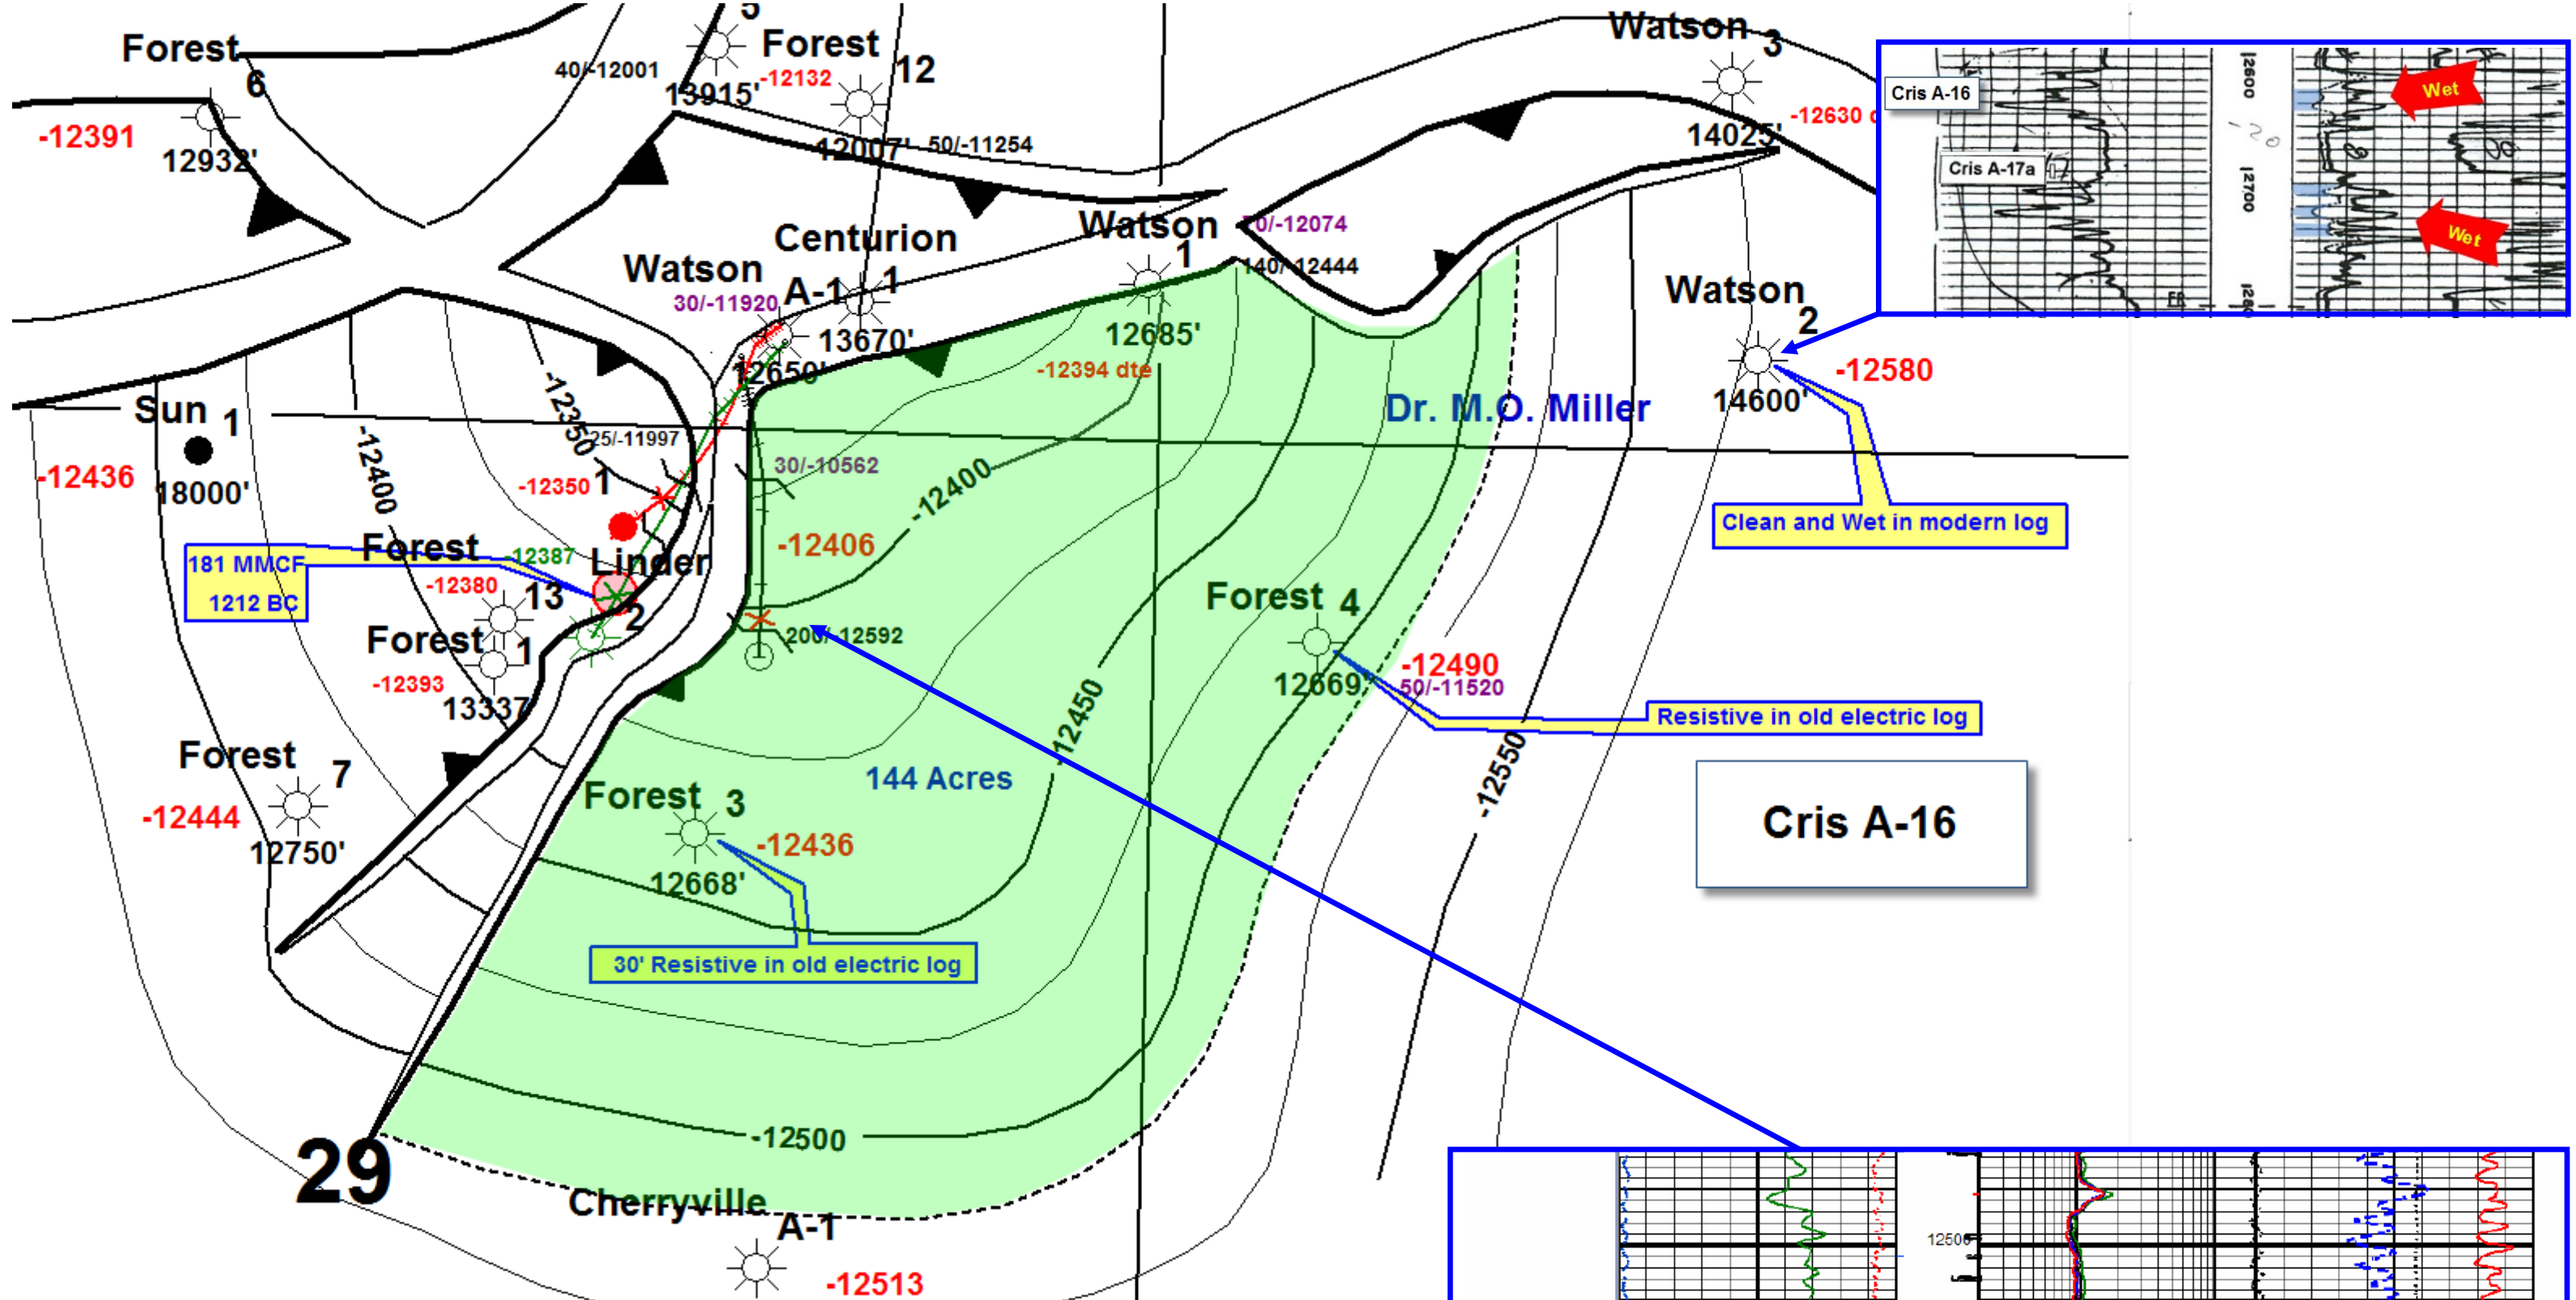 5
Forest
6
12932'
-12391
40/-12001
13915'
Forest
-12132
12
12007'
50/-11254
Watson
3
14025'
-12630
Cris A-16
Cris A-17a
12600
12700
Wet
Wet
Centurion
1
13670'
Watson
A-1
30/-11920
12650'
Watson
1
12685'
-12394 dte
0/-12074
140/-12444
Watson
2
-12580
14600'
Dr. M.O. Miller
Clean and Wet in modern log
Sun 1
-12436
18000'
-12350
-12400
25/-11997
-12350
1
30/-10562
-12400
-12406
181 MMCF
1212 BC
Forest
-12387
Linder
-12380
13
2
Forest
1
-12393
13337'
200/-12592
Forest 4
12669'
-12490
50/-11520
Resistive in old electric log
Forest
7
-12444
12750'
-12450
-12550
144 Acres
Cris A-16
Forest 3
-12436
12668'
30' Resistive in old electric log
-12500
29
Cherryville
A-1
-12513
12500